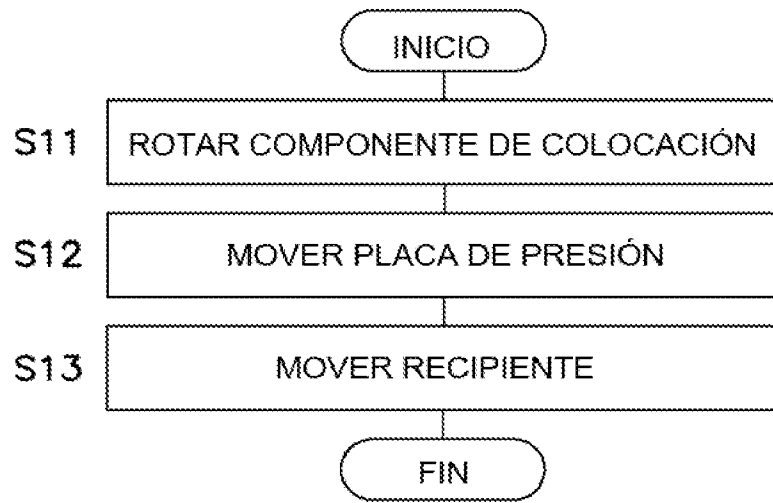 INICIO
S11 ROTAR COMPONENTE DE COLOCACIÓN
S12 MOVER PLACA DE PRESIÓN
S13 MOVER RECIPIENTE
FIN